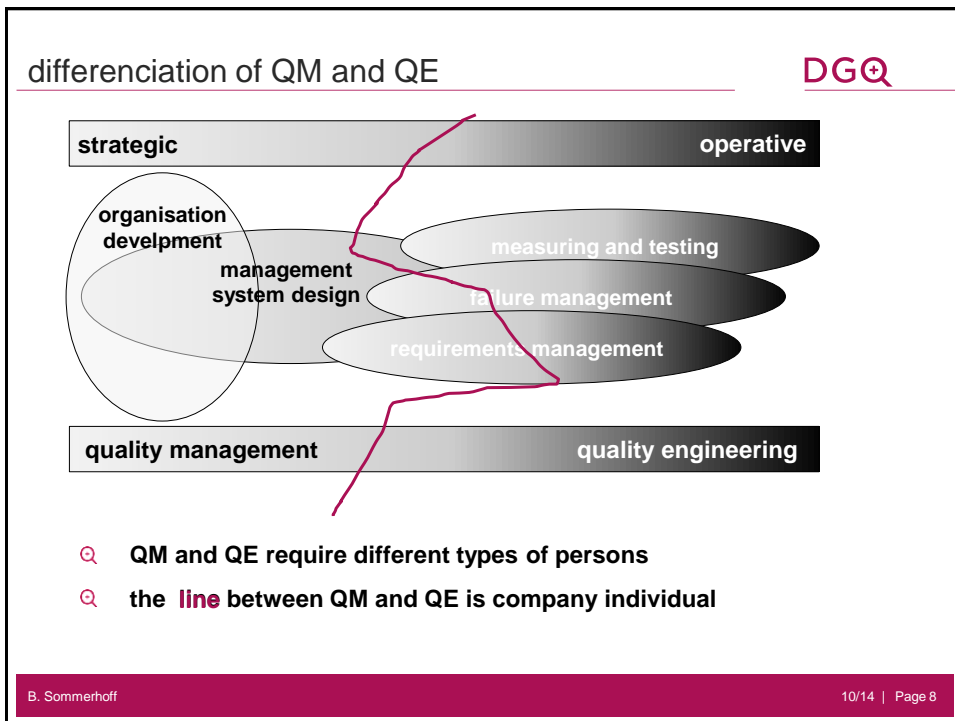 differenciation of QM and QE
DGQ
strategic
operative
organisation
develpment
management
system design
measuring and testing
failure management
requirements management
quality management
quality engineering
QM and QE require different types of persons
the line between QM and QE is company individual
B. Sommerhoff
10/14 | Page 8